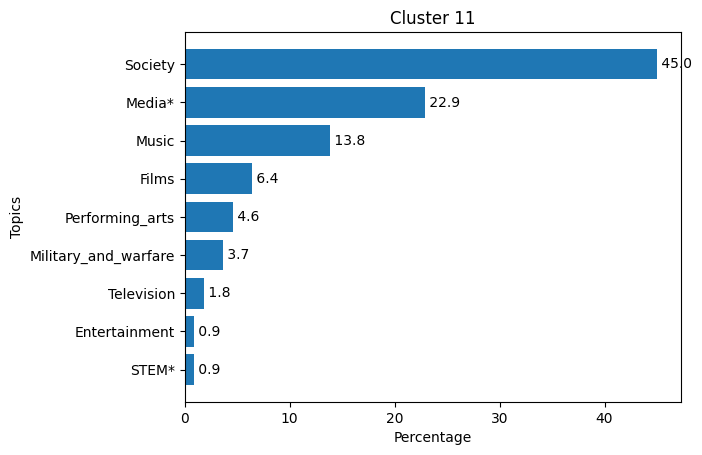 Cluster 11
Society 45.0
Media* 22.9
Music 13.8
Films 6.4
Performing_arts 4.6
Military_and_warfare 3.7
Television 1.8
Entertainment 0.9
STEM* 0.9
0 10 20 30 40
Percentage
Topics